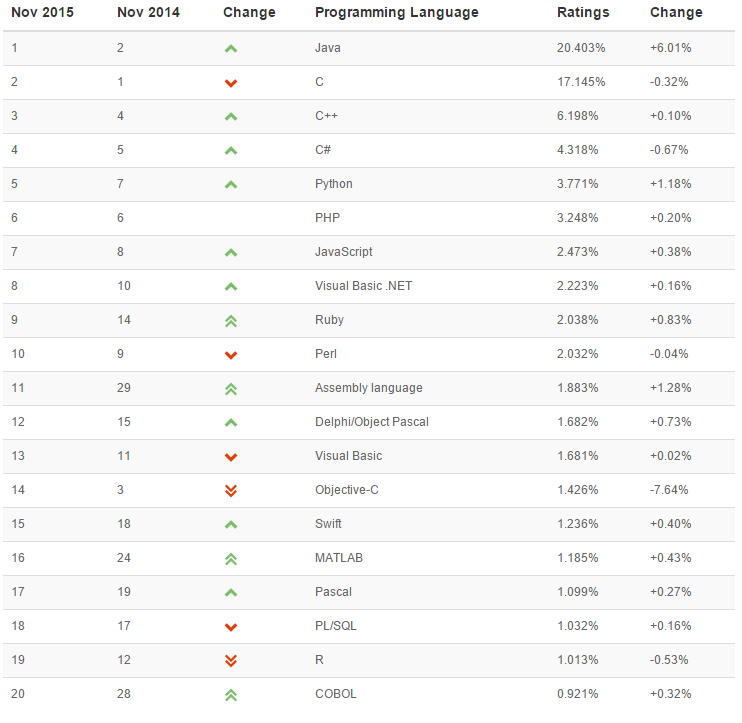 Nov 2015 Nov 2014 Change Programming Language Ratings Change
1 2 Java 20.403% +6.01%
2 1 C 17.145% -0.32%
3 4 C++ 6.198% +0.10%
4 5 C# 4.318% -0.67%
5 7 Python 3.771% +1.18%
6 6 PHP 3.248% +0.20%
7 8 JavaScript 2.473% +0.38%
8 10 Visual Basic .NET 2.223% +0.16%
9 14 Ruby 2.038% +0.83%
10 9 Perl 2.032% -0.04%
11 29 Assembly language 1.883% +1.28%
12 15 Delphi/Object Pascal 1.682% +0.73%
13 11 Visual Basic 1.681% +0.02%
14 3 Objective-C 1.426% -7.64%
15 18 Swift 1.236% +0.40%
16 24 MATLAB 1.185% +0.43%
17 19 Pascal 1.099% +0.27%
18 17 PL/SQL 1.032% +0.16%
19 12 R 1.013% -0.53%
20 28 COBOL 0.921% +0.32%